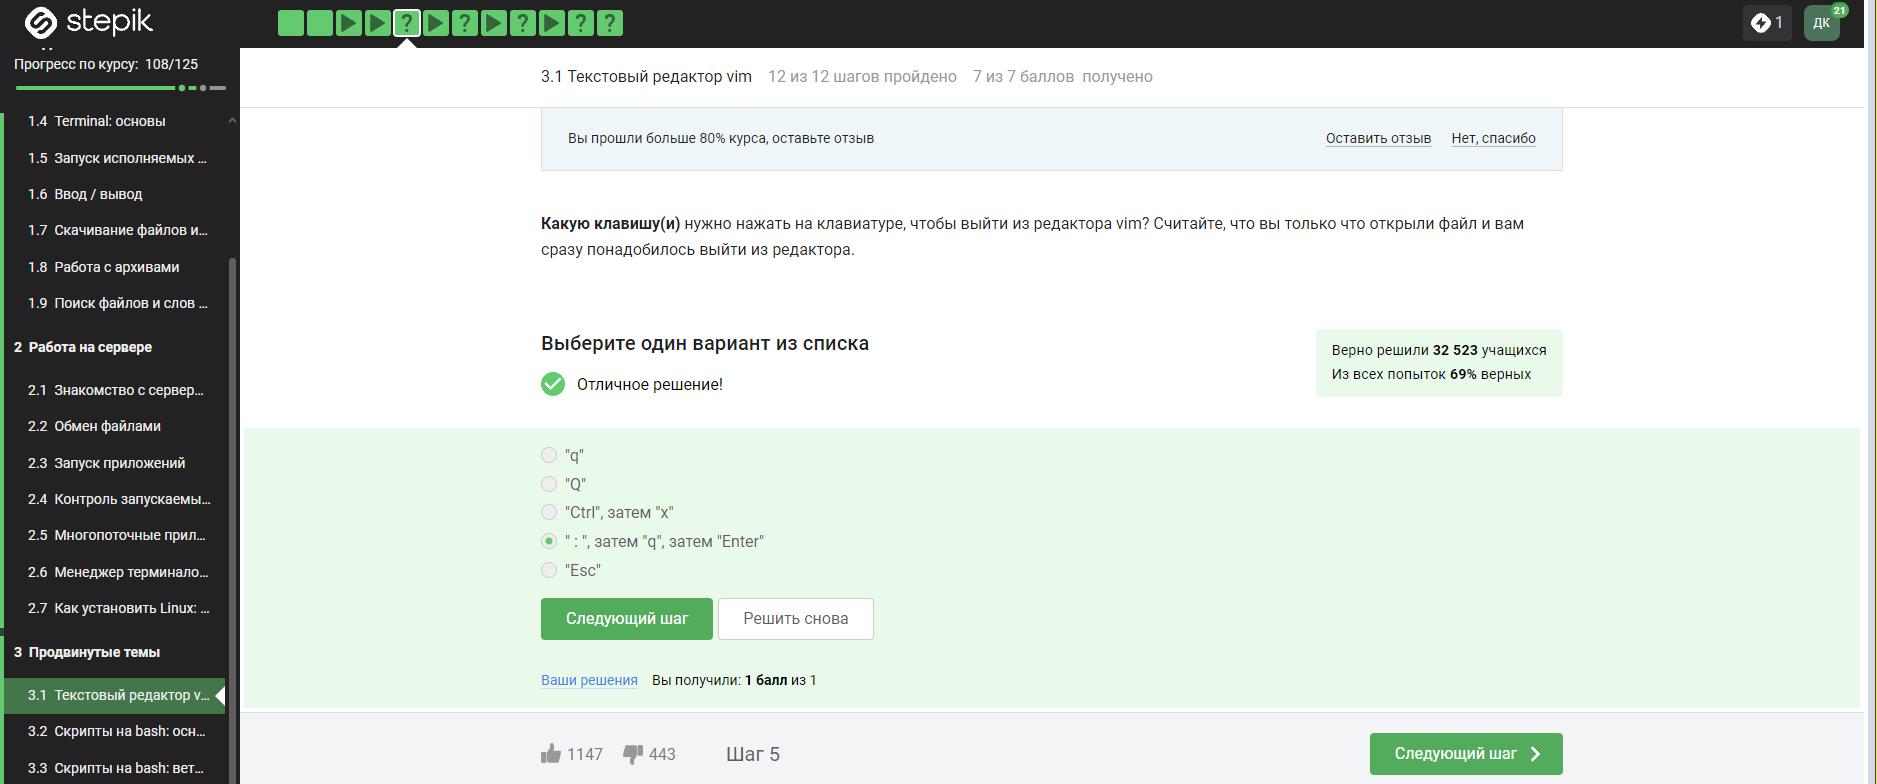 stepik
1
ДК
21
Прогресс по курсу: 108/125
1.4 Terminal: основы
1.5 Запуск исполняемых ...
1.6 Ввод / вывод
1.7 Скачивание файлов и...
1.8 Работа с архивами
1.9 Поиск файлов и слов ...
2 Работа на сервере
2.1 Знакомство с сервер...
2.2 Обмен файлами
2.3 Запуск приложений
2.4 Контроль запускаемы...
2.5 Многопоточные прил...
2.6 Менеджер терминало...
2.7 Как установить Linux: ...
3 Продвинутые темы
3.1 Текстовый редактор v...
3.2 Скрипты на bash: осн...
3.3 Скрипты на bash: вет...
? ? ? ? ?
3.1 Текстовый редактор vim 12 из 12 шагов пройдено 7 из 7 баллов получено
Вы прошли больше 80% курса, оставьте отзыв Оставить отзыв Нет, спасибо
Какую клавишу(и) нужно нажать на клавиатуре, чтобы выйти из редактора vim? Считайте, что вы только что открыли файл и вам
сразу понадобилось выйти из редактора.
Выберите один вариант из списка
Отличное решение!
Верно решили 32 523 учащихся
Из всех попыток 69% верных
"q"
"Q"
"Ctrl", затем "x"
" : ", затем "q", затем "Enter"
"Esc"
Следующий шаг Решить снова
Ваши решения Вы получили: 1 балл из 1
1147 443 Шаг 5 Следующий шаг